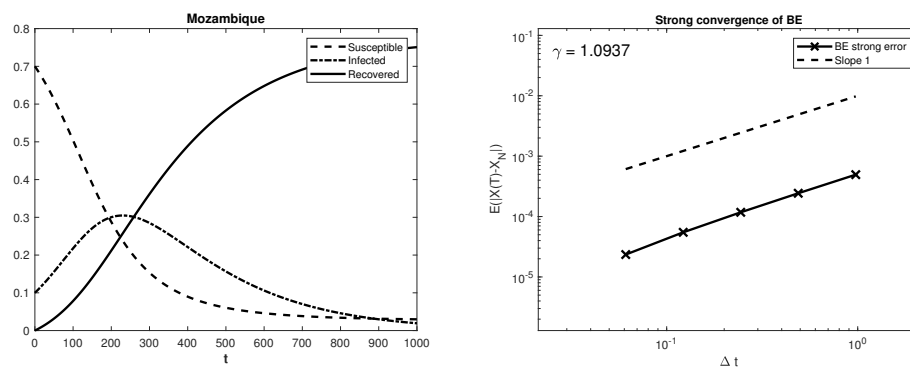 Mozambique
0.8
0.7
0.6
0.5
0.4
0.3
0.2
0.1
0
Susceptible
Infected
Recovered
0 100 200 300 400 500 600 700 800 900 1000
t
Strong convergence of BE
γ = 1.0937
BE strong error
Slope 1
E(|X(T)-X_N|)
10^-1
10^-2
10^-3
10^-4
10^-5
10^-1 10^0
Δ t